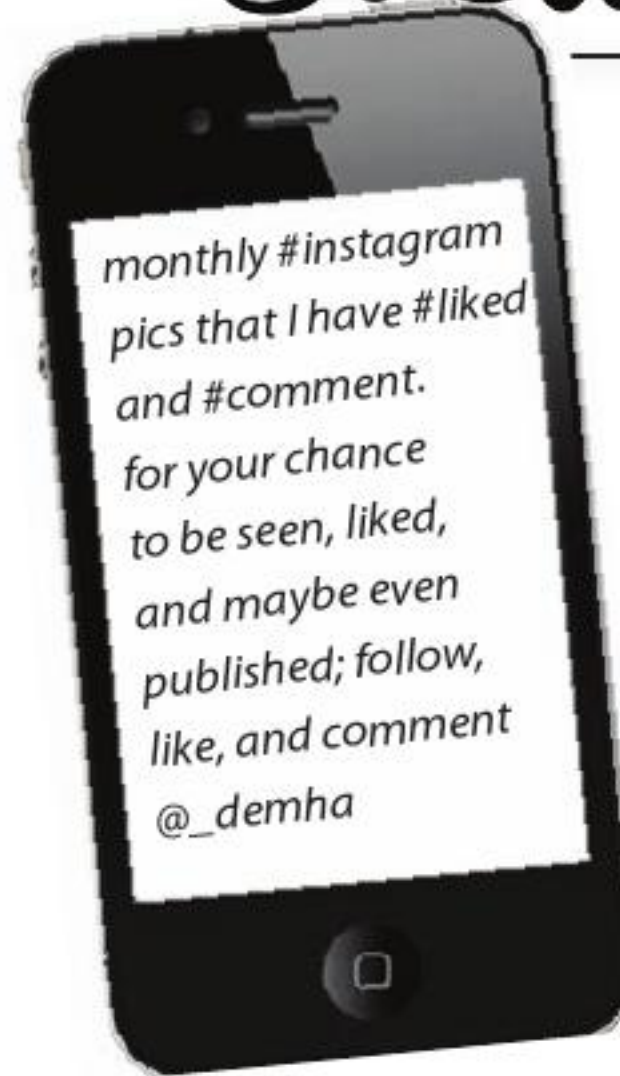 monthly #instagram
pics that I have #liked
and #comment.
for your chance
to be seen, liked,
and maybe even
published; follow,
like, and comment
@_demha